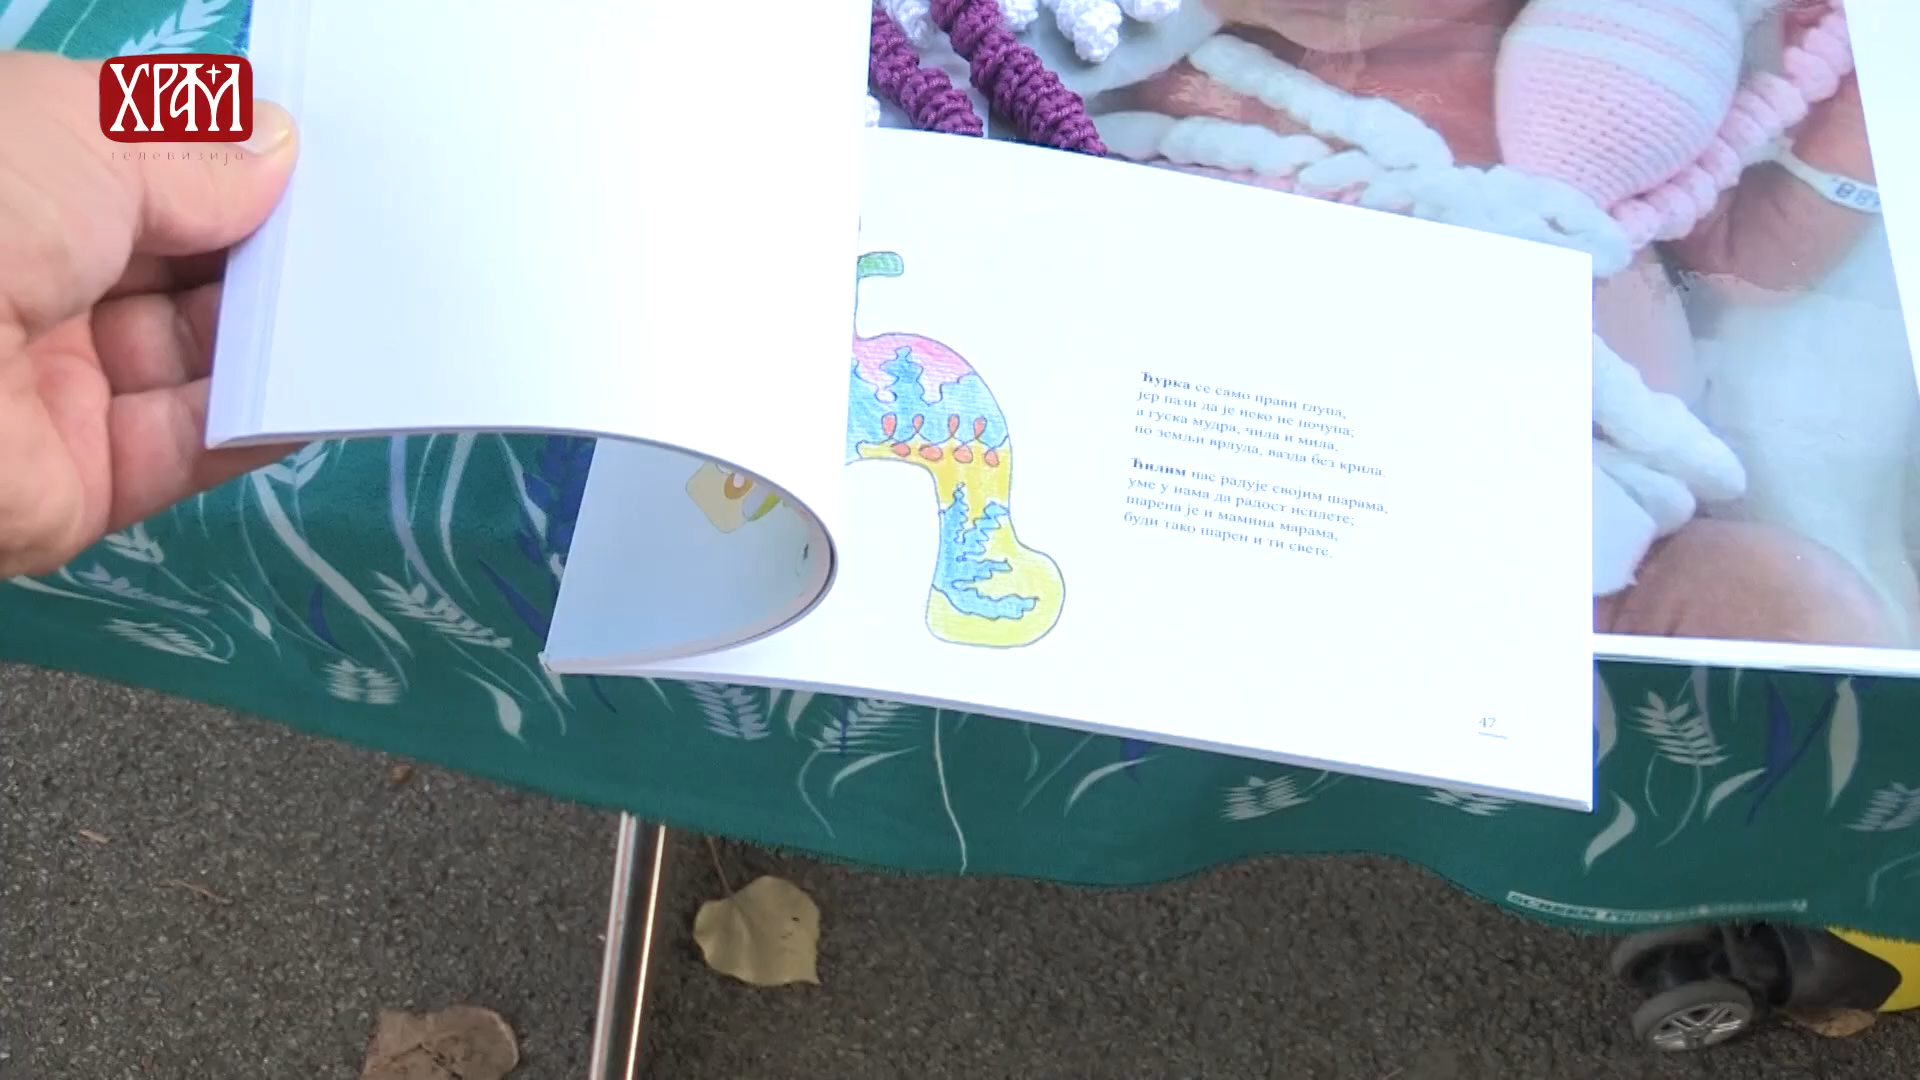 ХРАМ
телевизија
Ћурка се само прави глупа,
јер пази да је неко не почупа;
а гуска мудра, чила и мила,
по земљи врлуда, вазда без крила.
Ћилим нас радује својим шарама,
уме у нама да радост исплете;
шарена је и мамина марама,
буди тако шарен и ти свете.
47